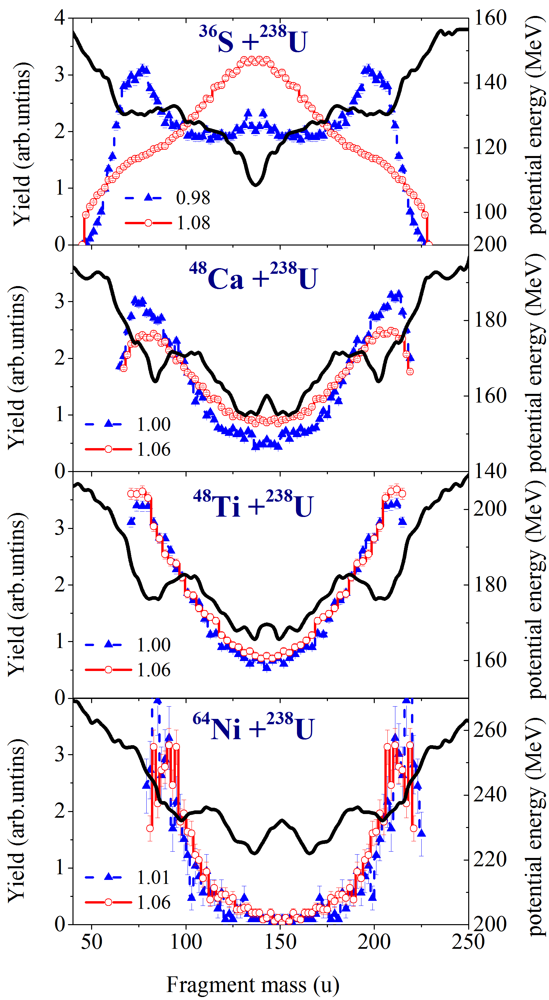 ³⁶S + ²³⁸U
Yield (arb.untins)
4
3
2
1
0
0.98
1.08
160
140
120
100
potential energy (MeV)
⁴⁸Ca + ²³⁸U
Yield (arb.untins)
3
2
1
0
1.00
1.06
200
180
160
140
potential energy (MeV)
⁴⁸Ti + ²³⁸U
Yield (arb.untins)
3
2
1
0
1.00
1.06
200
180
160
potential energy (MeV)
⁶⁴Ni + ²³⁸U
Yield (arb.untins)
3
2
1
0
1.01
1.06
260
240
220
200
potential energy (MeV)
50 100 150 200 250
Fragment mass (u)